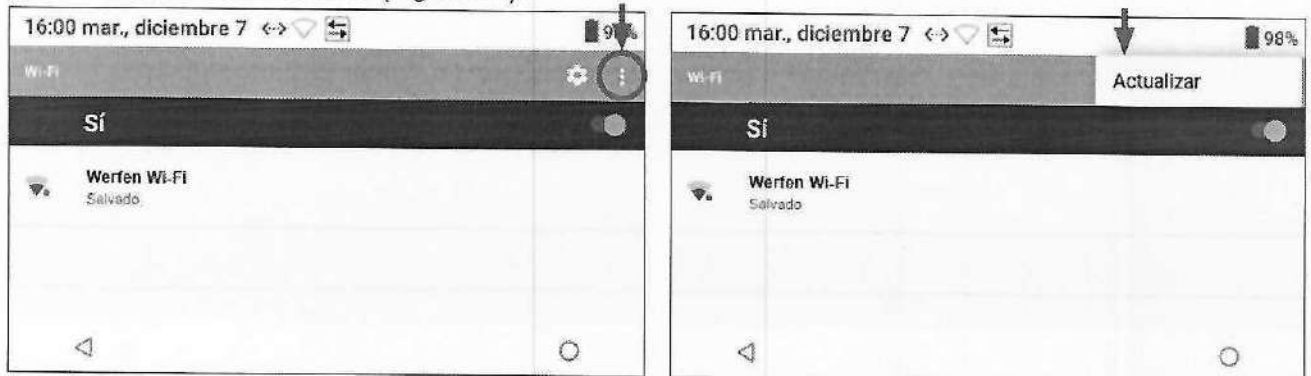 16:00 mar., diciembre 7
Wi-Fi
Sí
Werfen Wi-Fi
Salvado
16:00 mar., diciembre 7
98%
Wi-Fi
Actualizar
Sí
Werfen Wi-Fi
Salvado